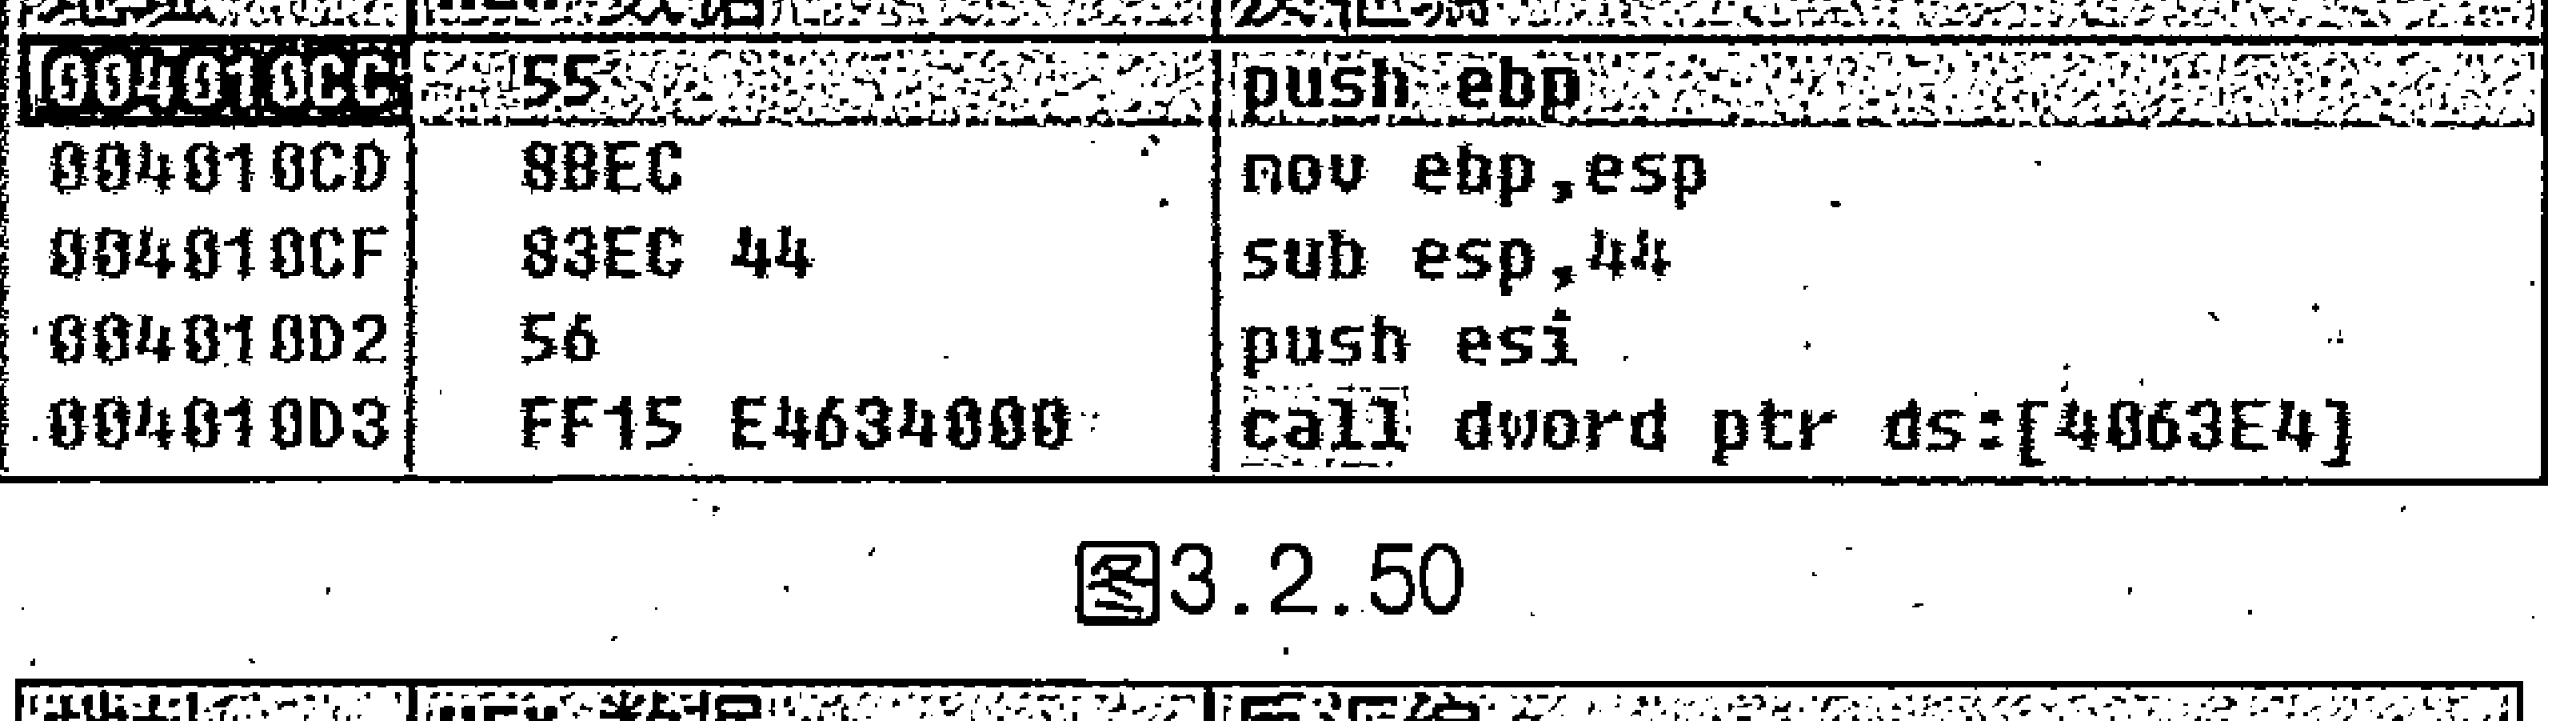 004010CC 55 push ebp
004010CD 8BEC mov ebp,esp
004010CF 83EC 44 sub esp,44
004010D2 56 push esi
004010D3 FF15 E4634000 call dword ptr ds:[4063E4]
图3.2.50